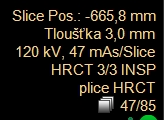 Slice Pos.: -665,8 mm
Tloušťka 3,0 mm
120 kV, 47 mAs/Slice
HRCT 3/3 INSP
plice HRCT
47/85